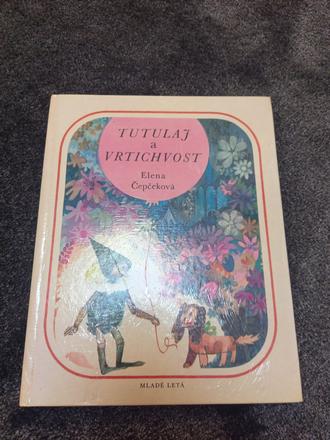 TUTULAJ
a
VRTICHVOST
Elena
Čepčeková
MLADÉ LETÁ